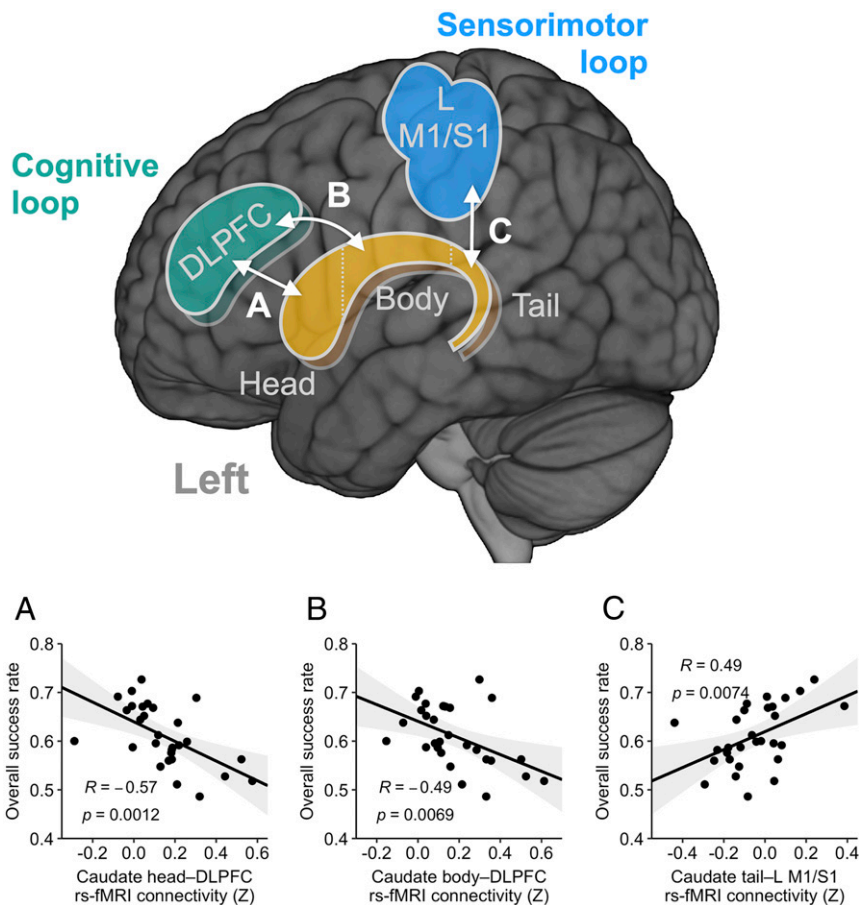 Sensorimotor
loop
L
M1/S1
Cognitive
loop
DLPFC
B
C
A
Body
Tail
Head
Left
A
B
C
Overall success rate
0.8
0.7
0.6
0.5
0.4
R = −0.57
p = 0.0012
-0.2 0.0 0.2 0.4 0.6
Caudate head–DLPFC
rs-fMRI connectivity (Z)
Overall success rate
0.8
0.7
0.6
0.5
0.4
R = −0.49
p = 0.0069
-0.2 0.0 0.2 0.4 0.6
Caudate body–DLPFC
rs-fMRI connectivity (Z)
Overall success rate
0.8
0.7
0.6
0.5
0.4
R = 0.49
p = 0.0074
-0.4 -0.2 0.0 0.2 0.4
Caudate tail–L M1/S1
rs-fMRI connectivity (Z)